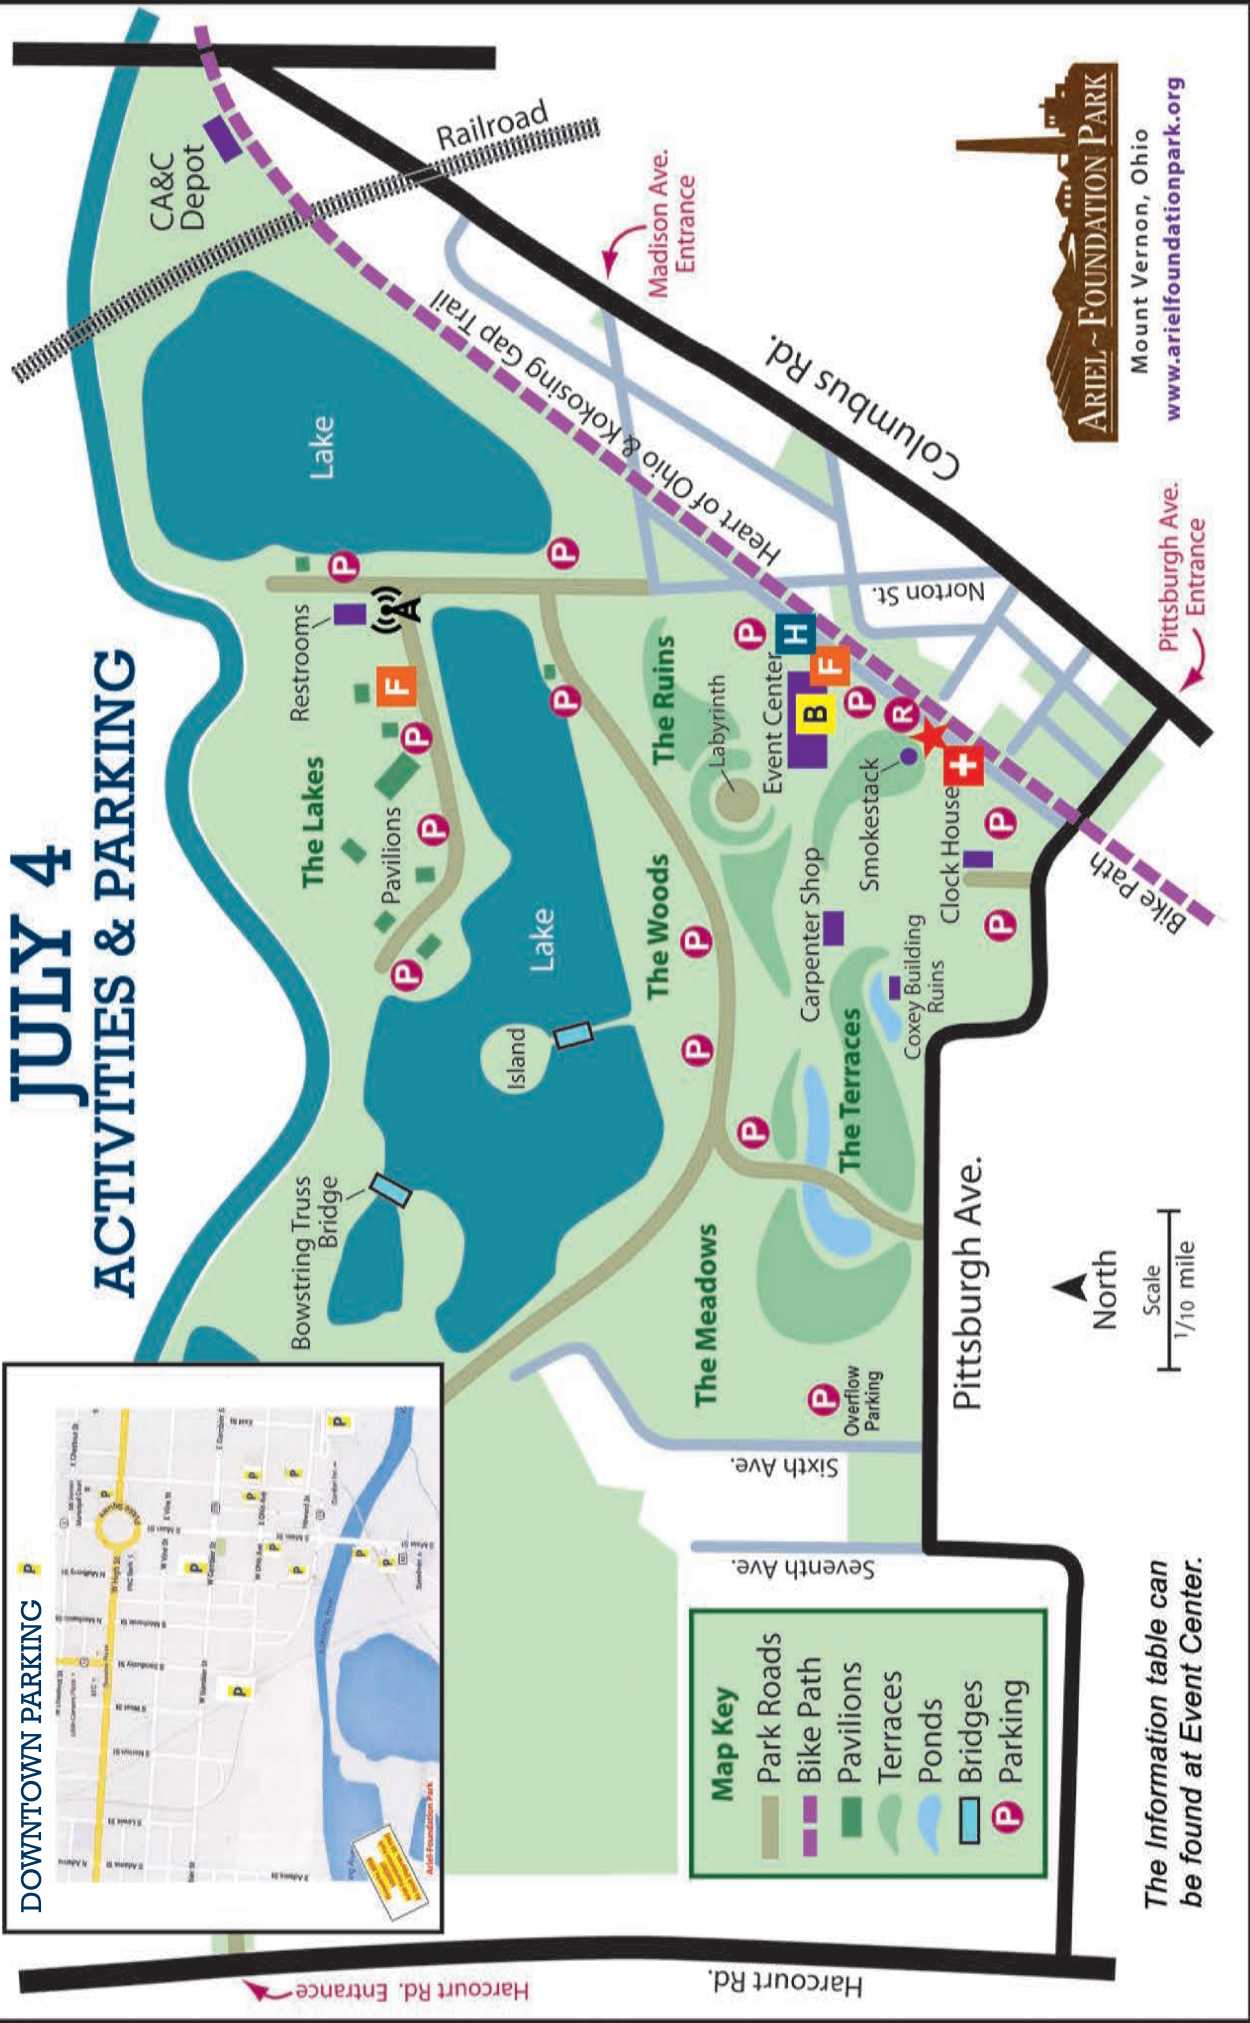 JULY 4
ACTIVITIES & PARKING
DOWNTOWN PARKING
P
Ariel-Foundation Park
Harcourt Rd. Entrance
Harcourt Rd.
Bowstring Truss
Bridge
The Lakes
Pavilions
Restrooms
F
P
P
P
P
P
P
Lake
Lake
Island
CA&C
Depot
Railroad
Heart of Ohio & Kokosing Gap Trail
Madison Ave.
Entrance
Columbus Rd.
Norton St.
Pittsburgh Ave.
Entrance
The Woods
P
P
P
The Ruins
Labyrinth
P
H
Event Center
F
B
P
R
Smokestack
Clock House
P
P
Bike Path
Carpenter Shop
Coxey Building
Ruins
The Terraces
The Meadows
P
Overflow
Parking
Sixth Ave.
Seventh Ave.
Pittsburgh Ave.
North
Scale
1/10 mile
Map Key
Park Roads
Bike Path
Pavilions
Terraces
Ponds
Bridges
P Parking
The Information table can
be found at Event Center.
ARIEL~FOUNDATION PARK
Mount Vernon, Ohio
www.arielfoundationpark.org